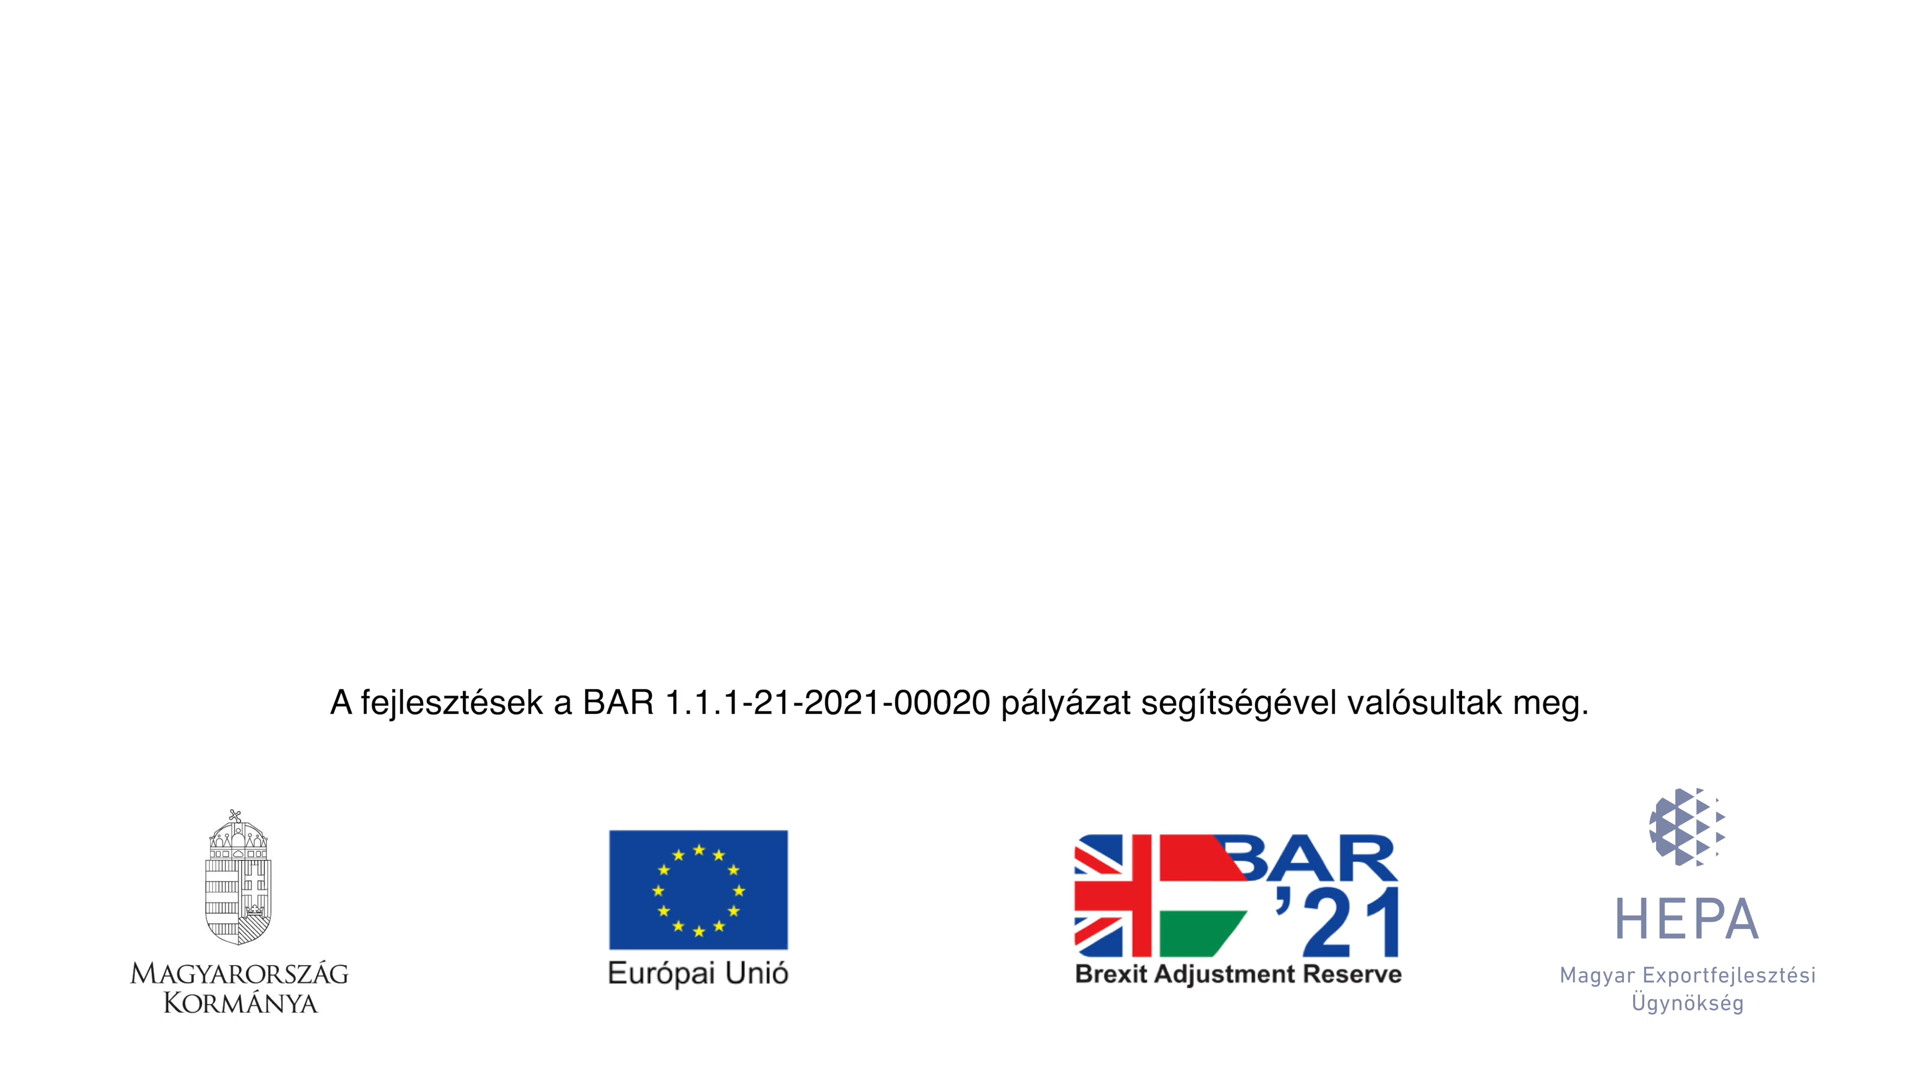 A fejlesztések a BAR 1.1.1-21-2021-00020 pályázat segítségével valósultak meg.
MAGYARORSZÁG
KORMÁNYA
Európai Unió
BAR
'21
Brexit Adjustment Reserve
HEPA
Magyar Exportfejlesztési
Ügynökség